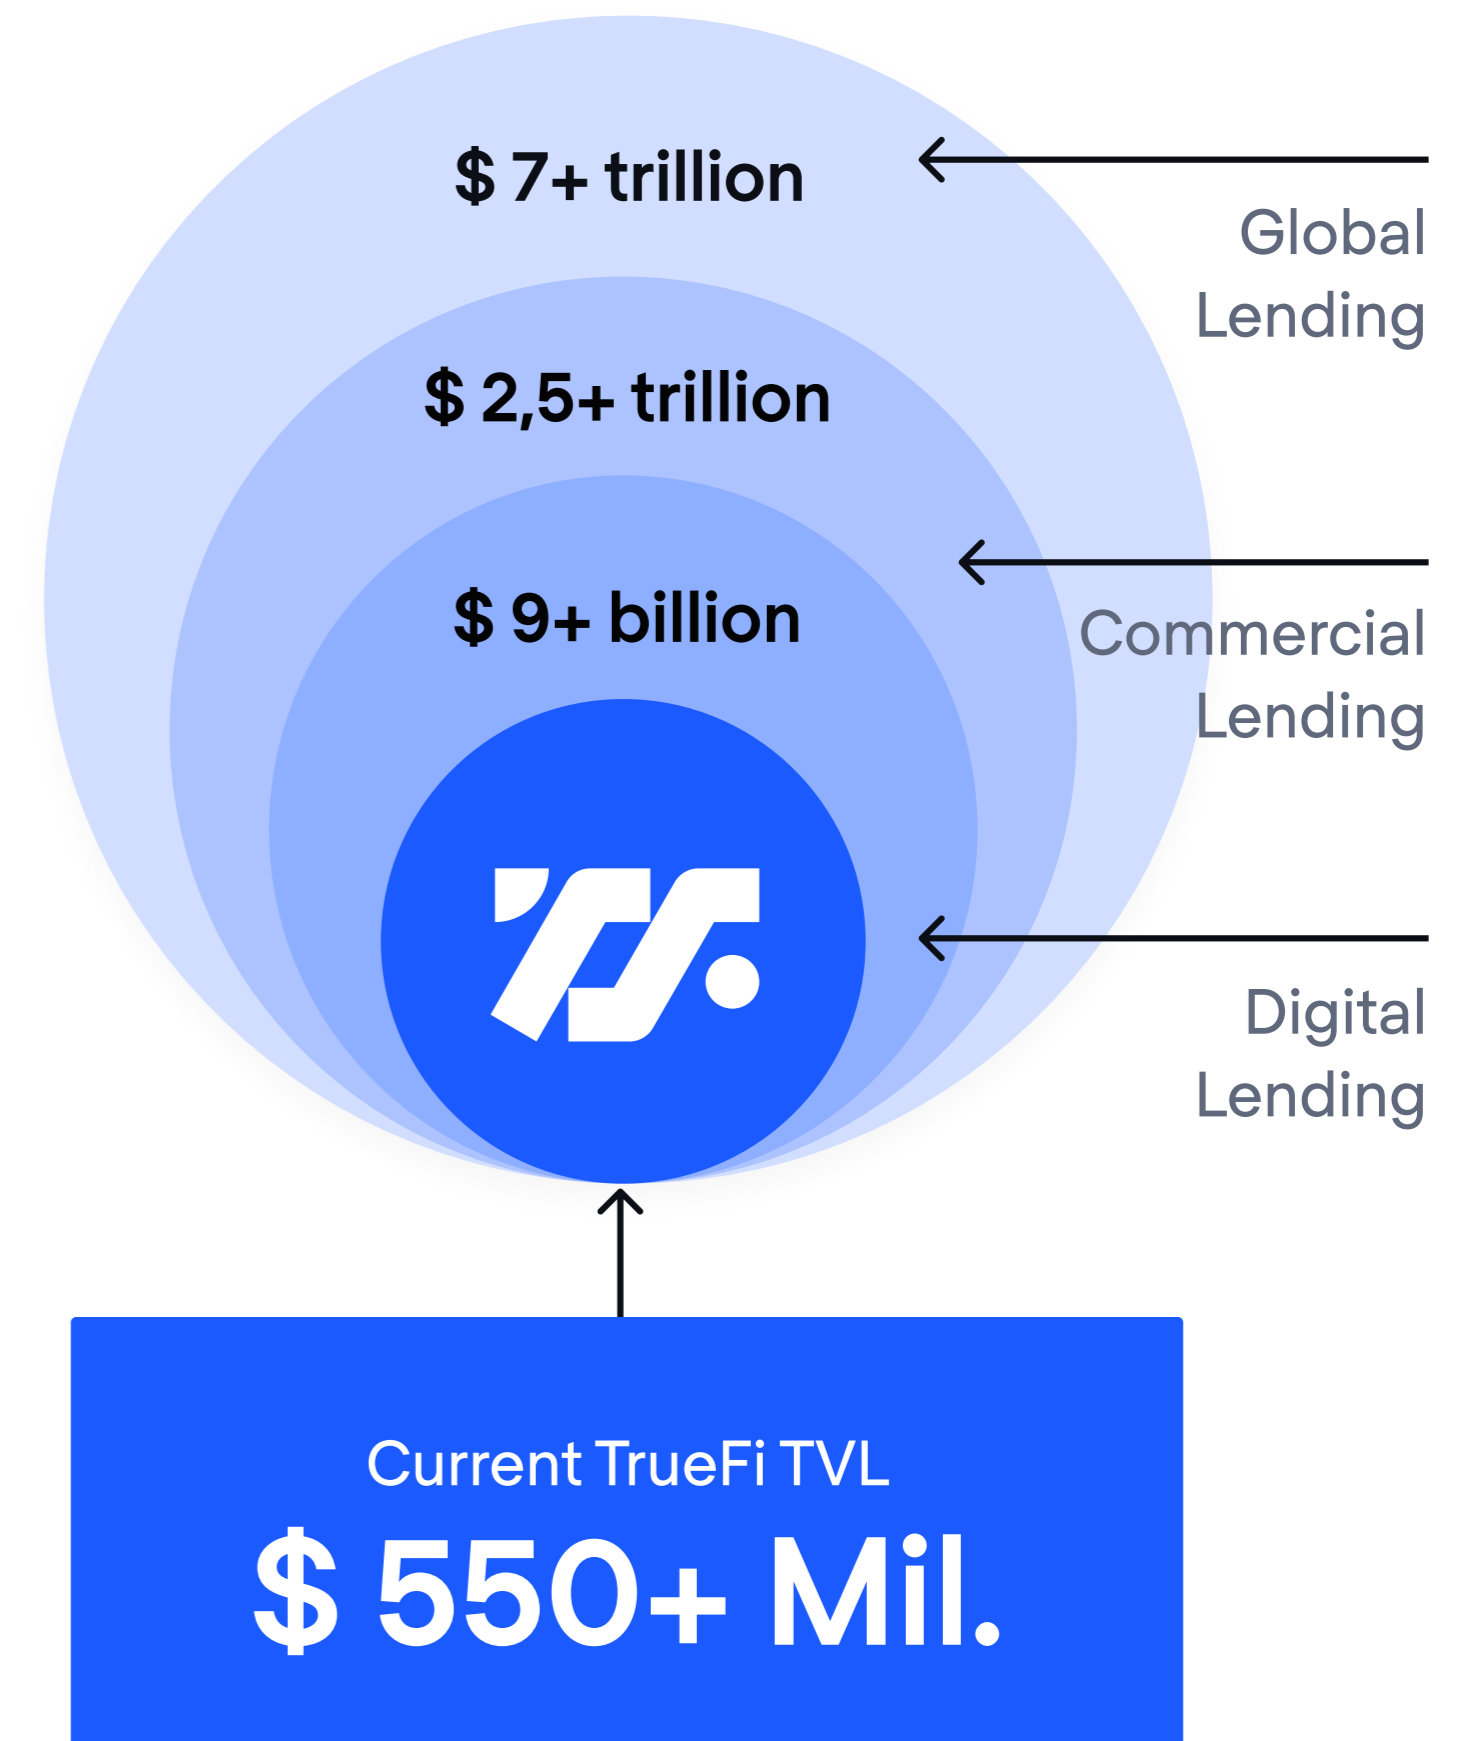 $ 7+ trillion
Global
Lending
$ 2,5+ trillion
Commercial
Lending
$ 9+ billion
Digital
Lending
Current TrueFi TVL
$ 550+ Mil.